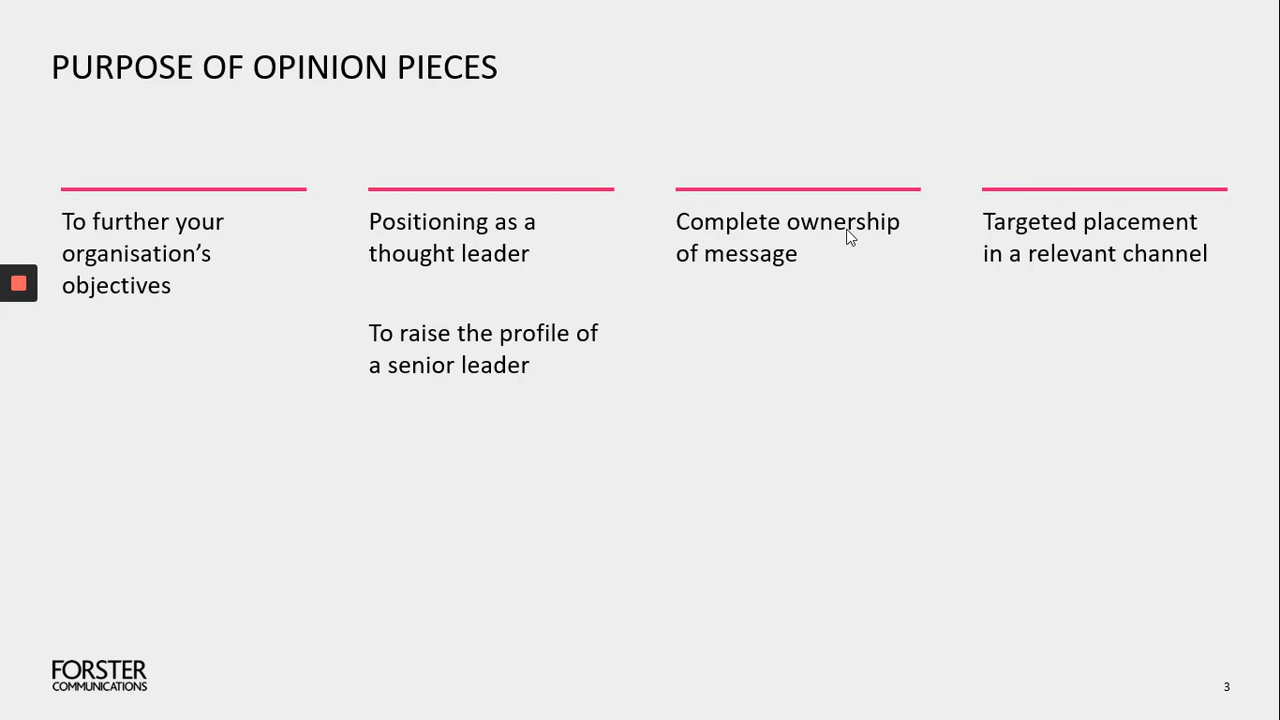 PURPOSE OF OPINION PIECES
To further your
organisation’s
objectives
Positioning as a
thought leader
To raise the profile of
a senior leader
Complete ownership
of message
Targeted placement
in a relevant channel
FORSTER
COMMUNICATIONS
3